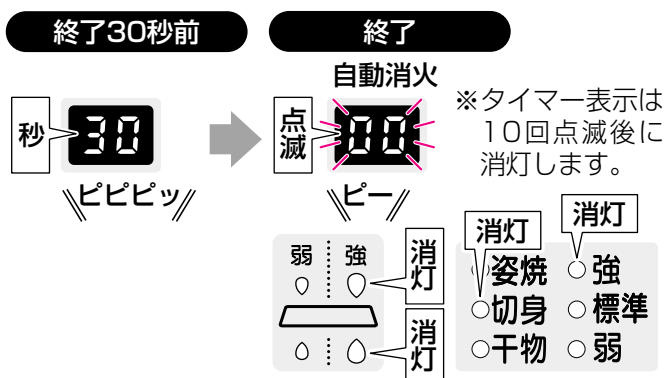 終了30秒前
終了
自動消火
秒
30
点滅
00
※タイマー表示は
10回点滅後に
消灯します。
ピピピッ
ピー
弱 強
消灯
消灯
消灯
消灯
姿焼 強
切身 標準
干物 弱